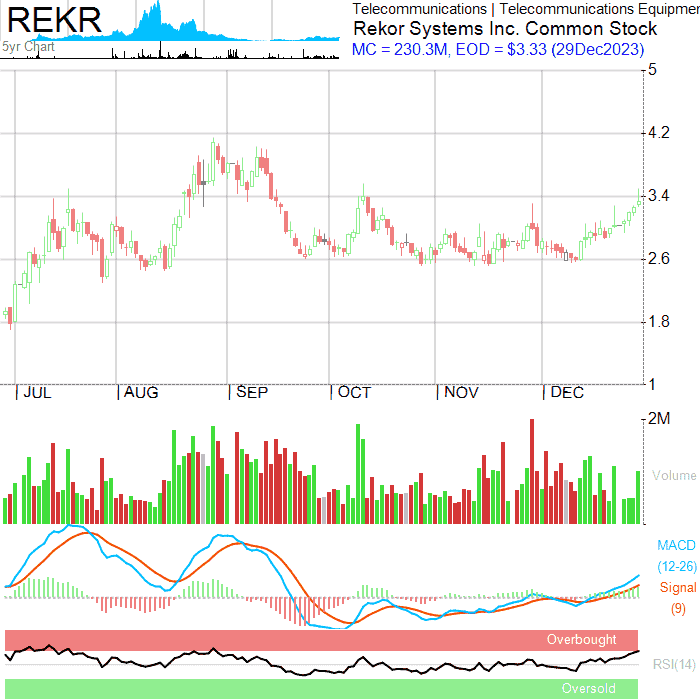 REKR
5yr Chart
Telecommunications | Telecommunications Equipmen
Rekor Systems Inc. Common Stock
MC = 230.3M, EOD = $3.33 (29Dec2023)
5
4.2
3.4
2.6
1.8
1
JUL AUG SEP OCT NOV DEC
2M
Volume
MACD
(12-26)
Signal
(9)
Overbought
RSI(14)
Oversold